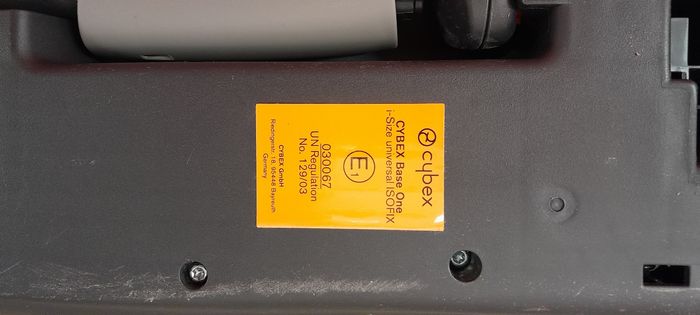 cybex
CYBEX Base One
i-Size universal ISOFIX
E1
030067
UN Regulation
No. 129/03
CYBEX GmbH
Riedingerstr. 18, 95448 Bayreuth
Germany